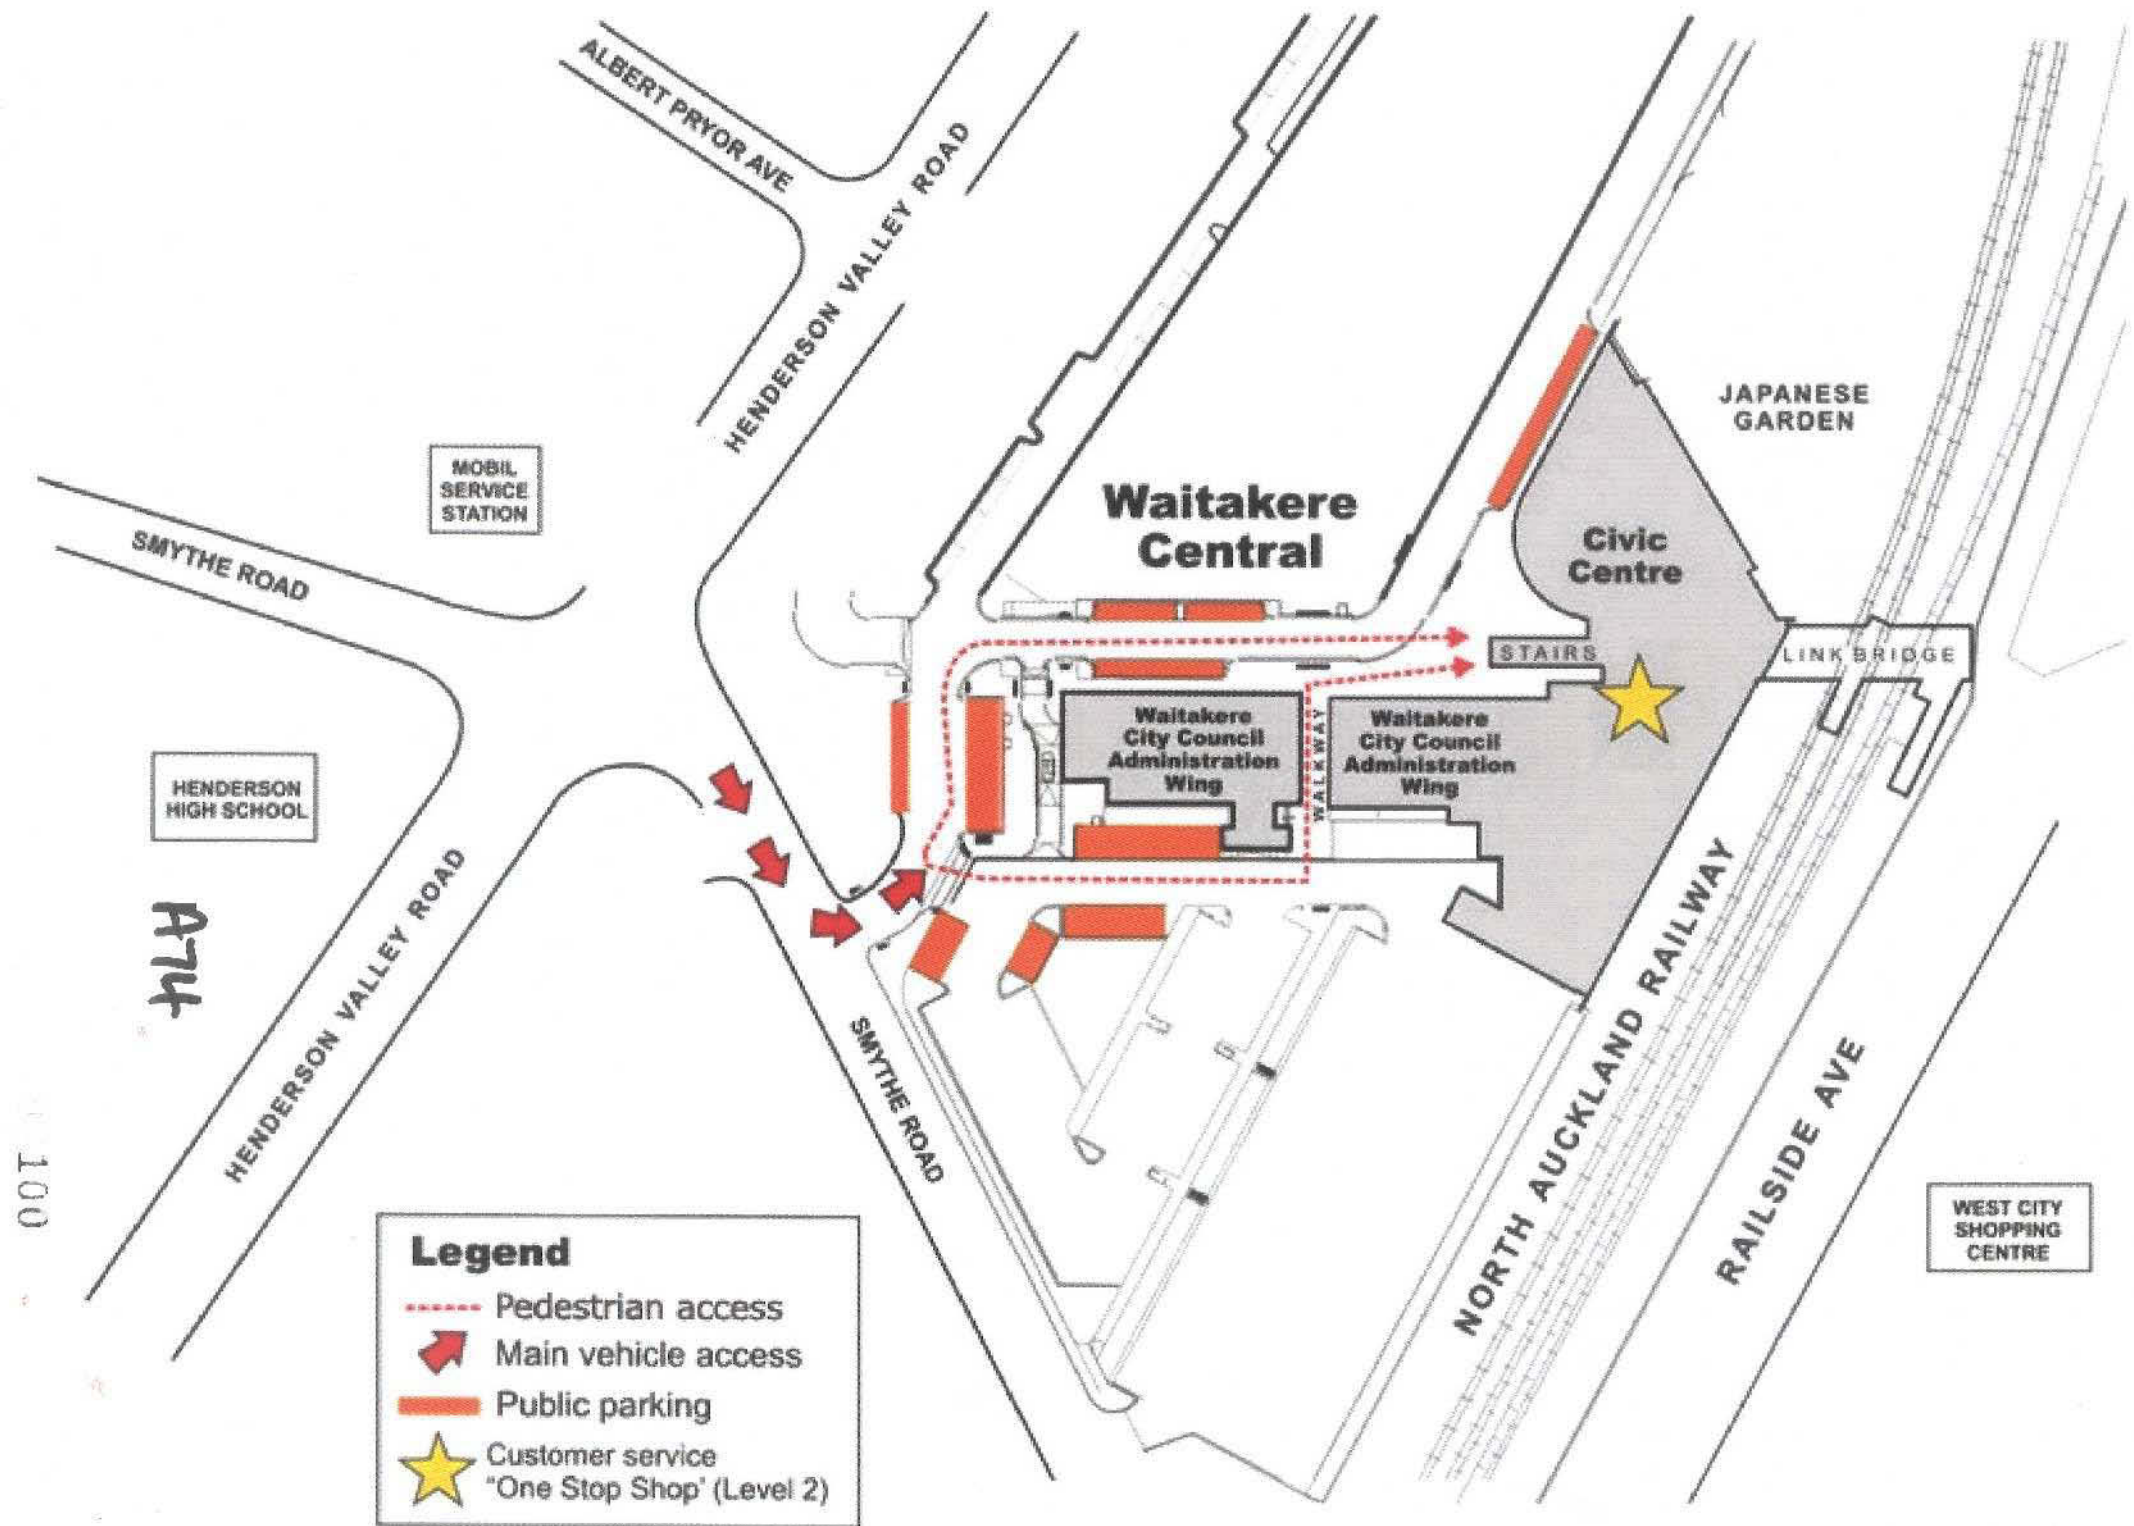 ALBERT PRYOR AVE
HENDERSON VALLEY ROAD
JAPANESE
GARDEN
MOBIL
SERVICE
STATION
Waitakere
Central
Civic
Centre
SMYTHE ROAD
STAIRS
LINK BRIDGE
Waitakere
City Council
Administration
Wing
WALKWAY
Waitakere
City Council
Administration
Wing
HENDERSON
HIGH SCHOOL
HENDERSON VALLEY ROAD
A74
SMYTHE ROAD
NORTH AUCKLAND RAILWAY
RAILSIDE AVE
100
WEST CITY
SHOPPING
CENTRE
Legend
Pedestrian access
Main vehicle access
Public parking
Customer service
"One Stop Shop' (Level 2)